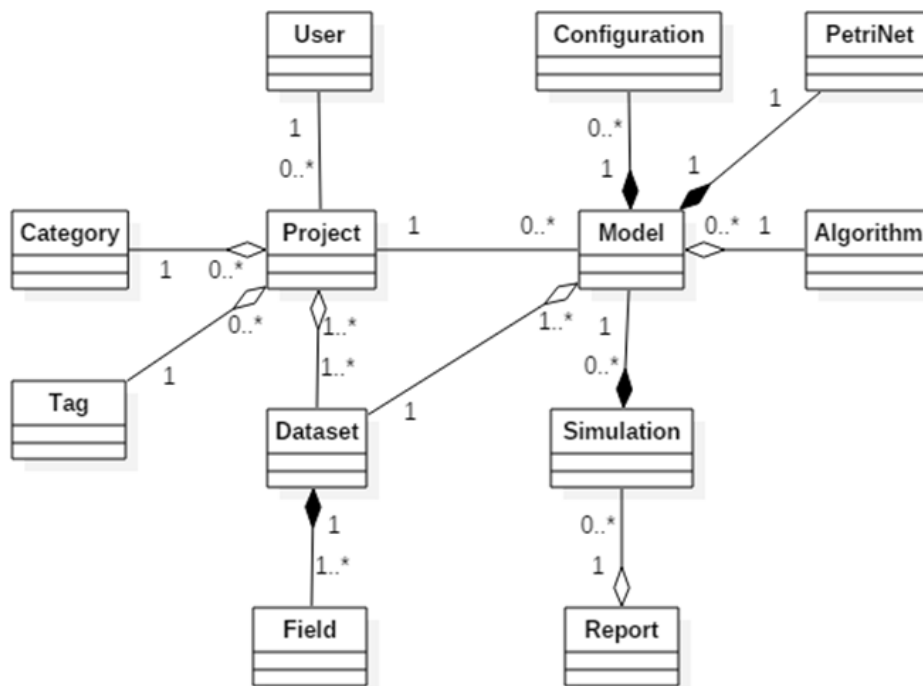 User
Configuration
PetriNet
1
0..*
1
0..*
1
1
Category
Project
1
0..*
Model
0..*
1
Algorithm
1
0..*
0..*
1..*
1..*
1
1
1..*
0..*
1
Tag
Dataset
Simulation
1
1..*
0..*
1
Field
Report